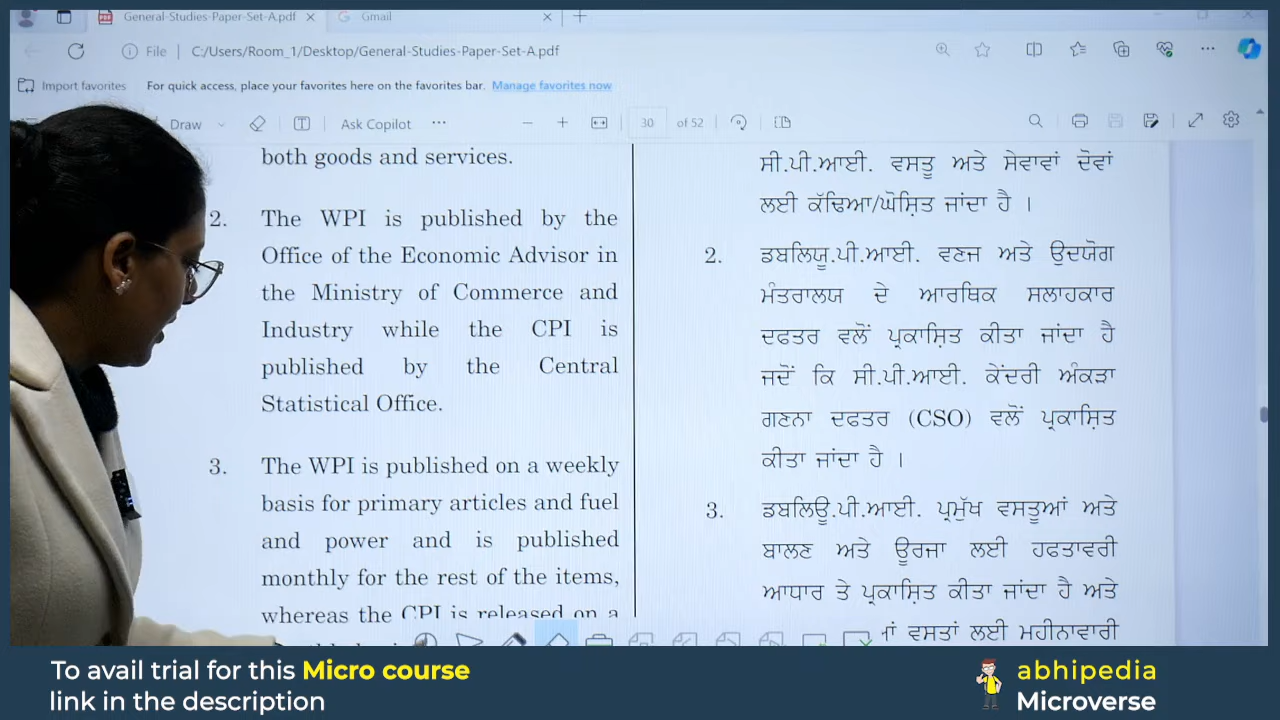 General-Studies-Paper-Set-A.pdf
Gmail
File
C:/Users/Room_1/Desktop/General-Studies-Paper-Set-A.pdf
Import favorites
For quick access, place your favorites here on the favorites bar. Manage favorites now
Draw
Ask Copilot
30 of 52
both goods and services.
2. The WPI is published by the
Office of the Economic Advisor in
the Ministry of Commerce and
Industry while the CPI is
published by the Central
Statistical Office.
3. The WPI is published on a weekly
basis for primary articles and fuel
and power and is published
monthly for the rest of the items,
whereas the CPI is released on a
ਸੀ.ਪੀ.ਆਈ. ਵਸਤੂ ਅਤੇ ਸੇਵਾਵਾਂ ਦੋਵਾਂ
ਲਈ ਕੱਢਿਆ/ਘੋਸ਼ਿਤ ਜਾਂਦਾ ਹੈ ।
2. ਡਬਲਿਯੂ.ਪੀ.ਆਈ. ਵਣਜ ਅਤੇ ਉਦਯੋਗ
ਮੰਤਰਾਲਯ ਦੇ ਆਰਥਿਕ ਸਲਾਹਕਾਰ
ਦਫਤਰ ਵਲੋਂ ਪ੍ਰਕਾਸ਼ਿਤ ਕੀਤਾ ਜਾਂਦਾ ਹੈ
ਜਦੋਂ ਕਿ ਸੀ.ਪੀ.ਆਈ. ਕੇਂਦਰੀ ਅੰਕੜਾ
ਗਣਨਾ ਦਫਤਰ (CSO) ਵਲੋਂ ਪ੍ਰਕਾਸ਼ਿਤ
ਕੀਤਾ ਜਾਂਦਾ ਹੈ ।
3. ਡਬਲਿਊ.ਪੀ.ਆਈ. ਪ੍ਰਮੁੱਖ ਵਸਤੂਆਂ ਅਤੇ
ਬਾਲਣ ਅਤੇ ਊਰਜਾ ਲਈ ਹਫਤਾਵਰੀ
ਆਧਾਰ ਤੇ ਪ੍ਰਕਾਸ਼ਿਤ ਕੀਤਾ ਜਾਂਦਾ ਹੈ ਅਤੇ
ਵਸਤਾਂ ਲਈ ਮਹੀਨਾਵਾਰੀ
To avail trial for this Micro course
link in the description
abhipedia
Microverse